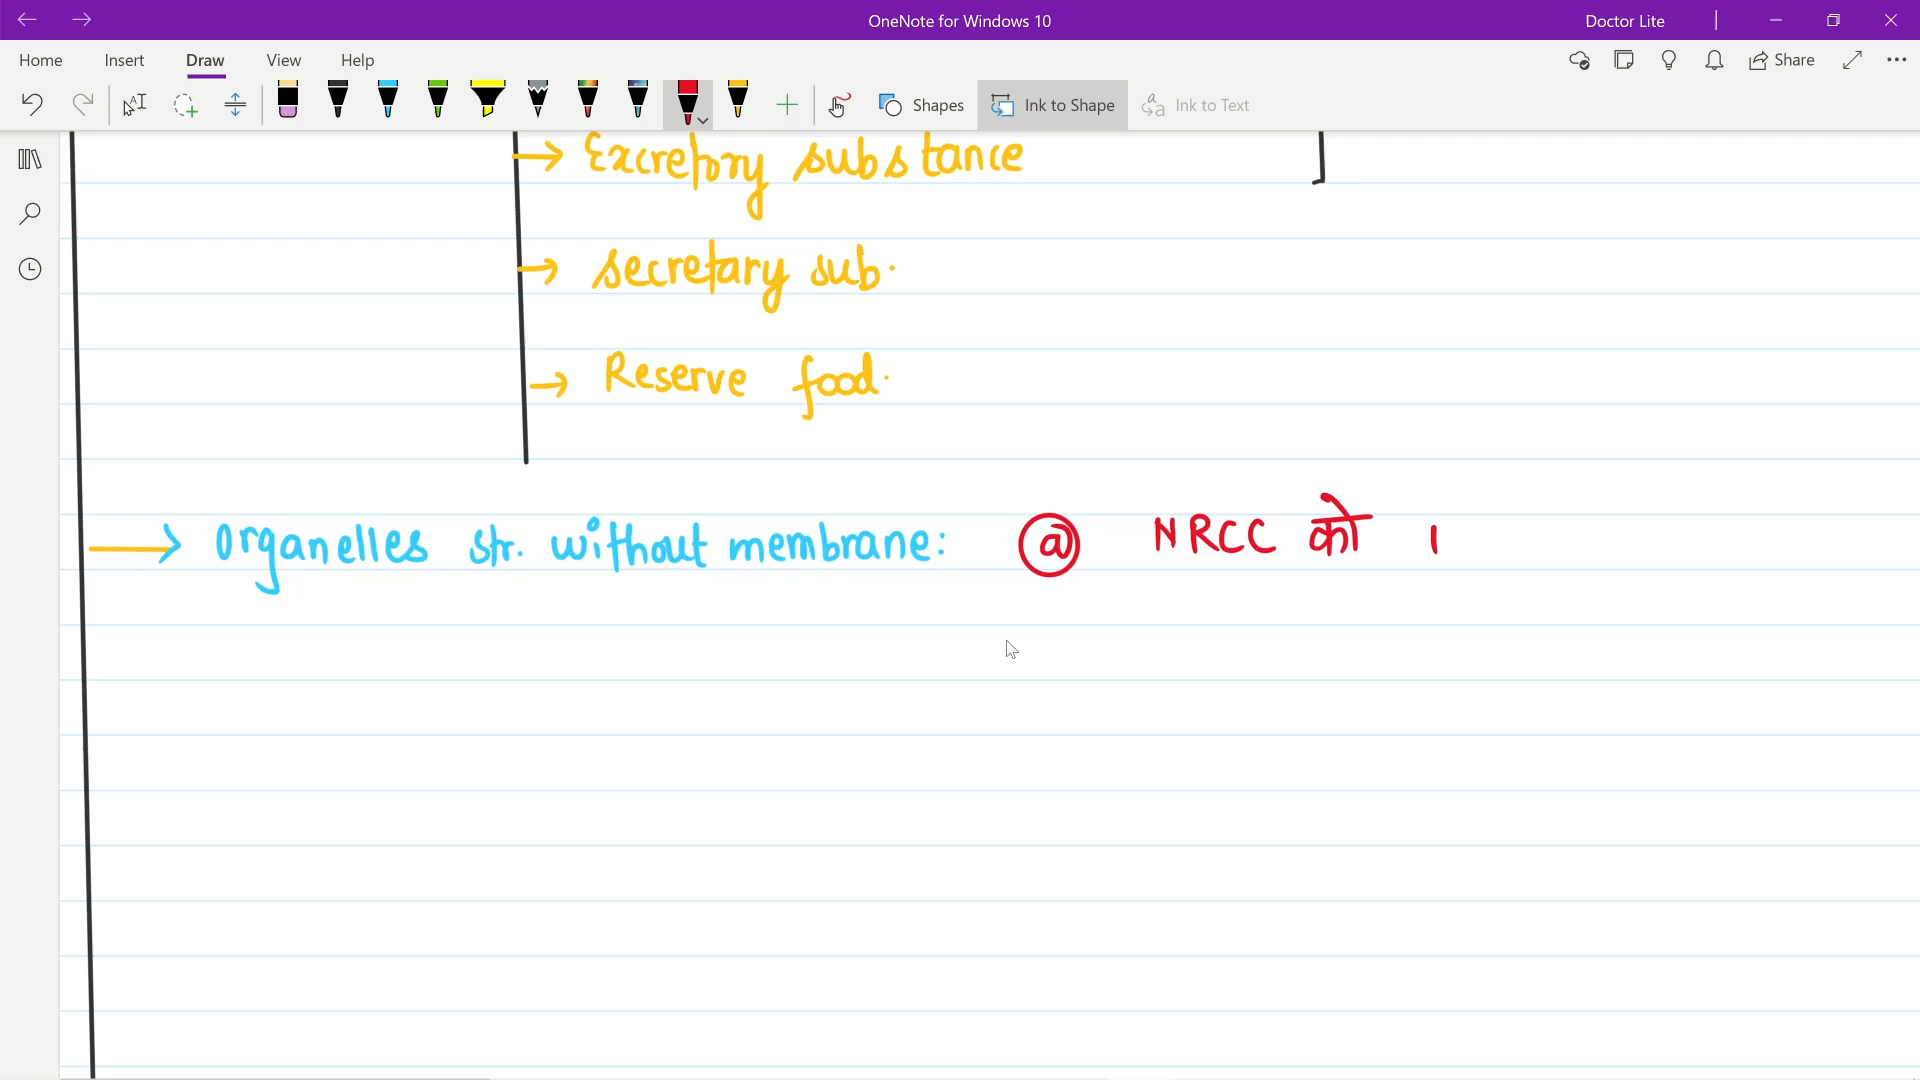 OneNote for Windows 10
Doctor Lite
Home Insert Draw View Help
Share
Shapes Ink to Shape Ink to Text
→ Excretory substance
→ secretary sub.
→ Reserve food.
→ Organelles str. without membrane: @ NRCC को